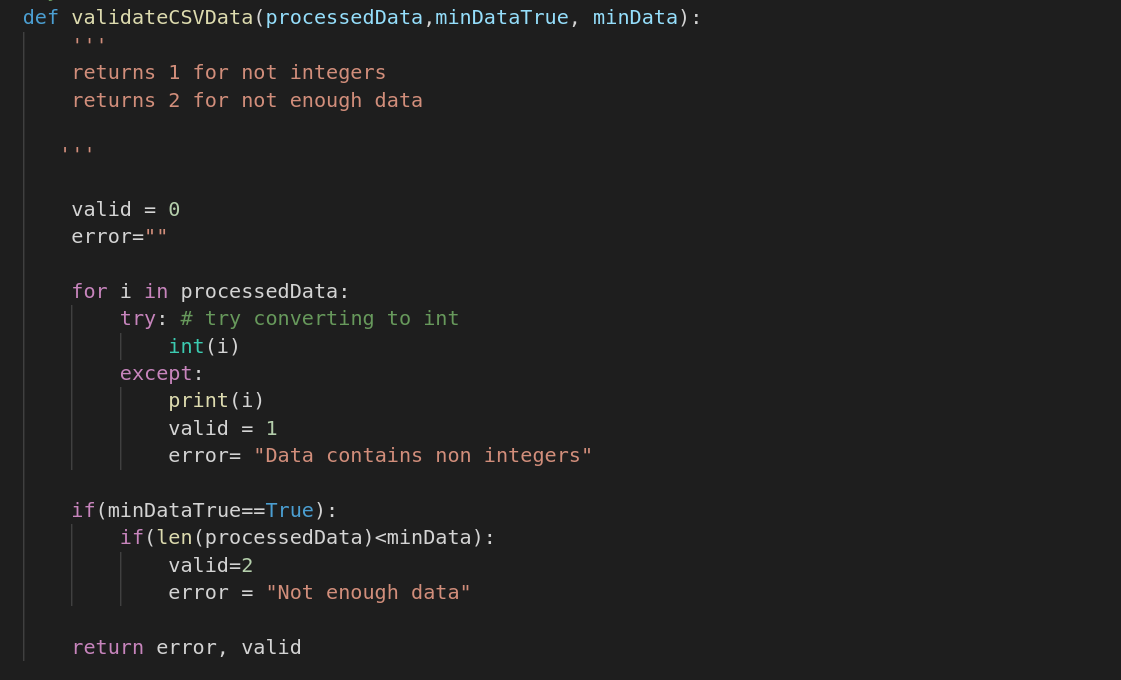 def validateCSVData(processedData,minDataTrue, minData):
    '''
    returns 1 for not integers
    returns 2 for not enough data

   '''

    valid = 0
    error=""

    for i in processedData:
        try: # try converting to int
            int(i)
        except:
            print(i)
            valid = 1
            error= "Data contains non integers"

    if(minDataTrue==True):
        if(len(processedData)<minData):
            valid=2
            error = "Not enough data"

    return error, valid